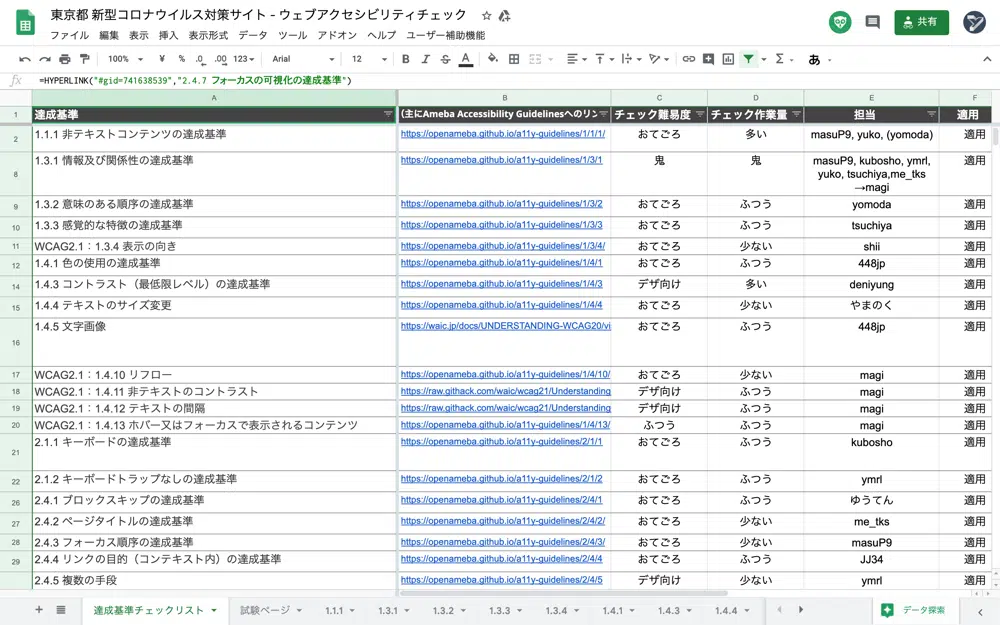 東京都 新型コロナウイルス対策サイト - ウェブアクセシビリティチェック
ファイル 編集 表示 挿入 表示形式 データ ツール アドオン ヘルプ ユーザー補助機能
共有
100% ¥ % .0 .00 123 Arial 12 B I S A Σ あ
fx =HYPERLINK("#gid=741638539","2.4.7 フォーカスの可視化の達成基準")
A B C D E F
1 達成基準 (主にAmeba Accessibility Guidelinesへのリン チェック難易度 チェック作業量 担当 適用
2 1.1.1 非テキストコンテンツの達成基準 https://openameba.github.io/a11y-guidelines/1/1/1/ おてごろ 多い masuP9, yuko, (yomoda) 適用
8 1.3.1 情報及び関係性の達成基準 https://openameba.github.io/a11y-guidelines/1/3/1 鬼 鬼 masuP9, kubosho, ymrl, 適用
yuko, tsuchiya,me_tks
→magi
9 1.3.2 意味のある順序の達成基準 https://openameba.github.io/a11y-guidelines/1/3/2 おてごろ ふつう yomoda 適用
10 1.3.3 感覚的な特徴の達成基準 https://openameba.github.io/a11y-guidelines/1/3/3 おてごろ ふつう tsuchiya 適用
11 WCAG2.1：1.3.4 表示の向き https://openameba.github.io/a11y-guidelines/1/3/4/ おてごろ 少ない shii 適用
12 1.4.1 色の使用の達成基準 https://openameba.github.io/a11y-guidelines/1/4/1 おてごろ ふつう 448jp 適用
14 1.4.3 コントラスト（最低限レベル）の達成基準 https://openameba.github.io/a11y-guidelines/1/4/3 デザ向け 多い deniyung 適用
15 1.4.4 テキストのサイズ変更 https://openameba.github.io/a11y-guidelines/1/4/4 おてごろ 少ない やまのく 適用
16 1.4.5 文字画像 https://waic.jp/docs/UNDERSTANDING-WCAG20/vi おてごろ ふつう 448jp 適用
17 WCAG2.1：1.4.10 リフロー https://openameba.github.io/a11y-guidelines/1/4/10/ おてごろ 少ない magi 適用
18 WCAG2.1：1.4.11 非テキストのコントラスト https://raw.githack.com/waic/wcag21/Understanding デザ向け ふつう magi 適用
19 WCAG2.1：1.4.12 テキストの間隔 https://raw.githack.com/waic/wcag21/Understanding デザ向け ふつう magi 適用
20 WCAG2.1：1.4.13 ホバー又はフォーカスで表示されるコンテンツ https://openameba.github.io/a11y-guidelines/1/4/13/ ふつう ふつう magi 適用
21 2.1.1 キーボードの達成基準 https://openameba.github.io/a11y-guidelines/2/1/1 おてごろ ふつう kubosho 適用
22 2.1.2 キーボードトラップなしの達成基準 https://openameba.github.io/a11y-guidelines/2/1/2 おてごろ ふつう ymrl 適用
26 2.4.1 ブロックスキップの達成基準 https://openameba.github.io/a11y-guidelines/2/4/1 おてごろ ふつう ゆうてん 適用
27 2.4.2 ページタイトルの達成基準 https://openameba.github.io/a11y-guidelines/2/4/2/ おてごろ 少ない me_tks 適用
28 2.4.3 フォーカス順序の達成基準 https://openameba.github.io/a11y-guidelines/2/4/3/ おてごろ 少ない masuP9 適用
29 2.4.4 リンクの目的（コンテキスト内）の達成基準 https://openameba.github.io/a11y-guidelines/2/4/4 おてごろ ふつう JJ34 適用
2.4.5 複数の手段 https://openameba.github.io/a11y-guidelines/2/4/5 デザ向け 少ない ymrl 適用
達成基準チェックリスト 試験ページ 1.1.1 1.3.1 1.3.2 1.3.3 1.3.4 1.4.1 1.4.3 1.4.4 データ探索